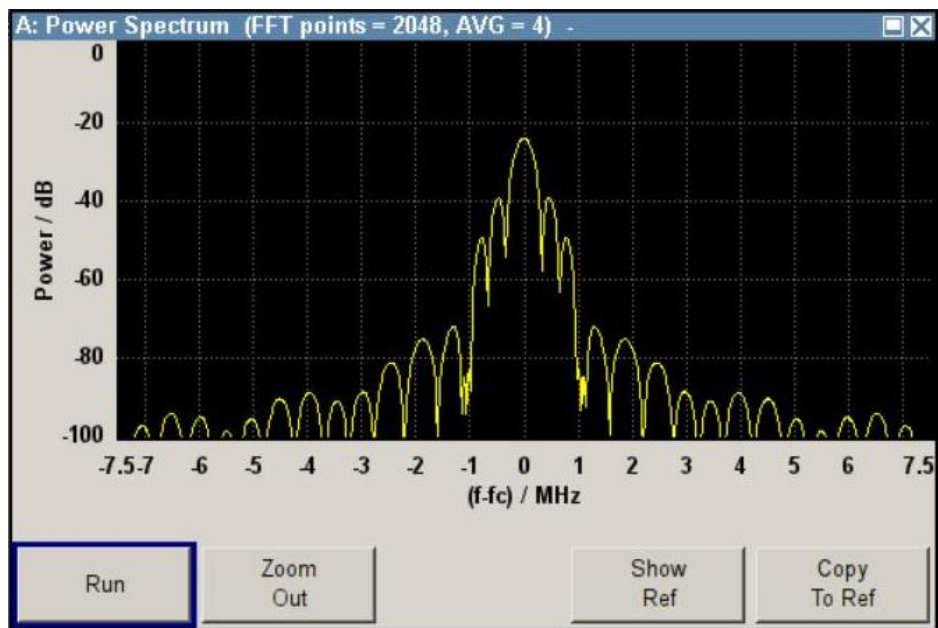 A: Power Spectrum (FFT points = 2048, AVG = 4) -
0
-20
-40
-60
-80
-100
Power / dB
-7.5-7 -6 -5 -4 -3 -2 -1 0 1 2 3 4 5 6 7.5
(f-fc) / MHz
Run
Zoom
Out
Show
Ref
Copy
To Ref